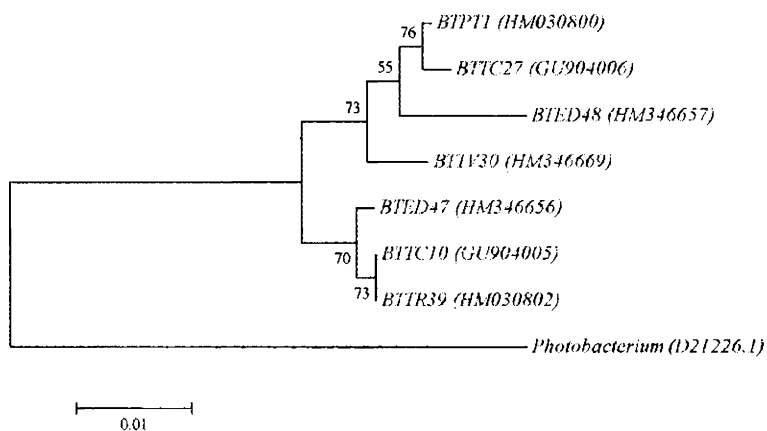 76
BTPT1 (HM030800)
55
BTTC27 (GU904006)
73
BTED48 (HM346657)
BTTV30 (HM346669)
BTED47 (HM346656)
70
BTTC10 (GU904005)
73
BTTR39 (HM030802)
Photobacterium (D21226.1)
0.01